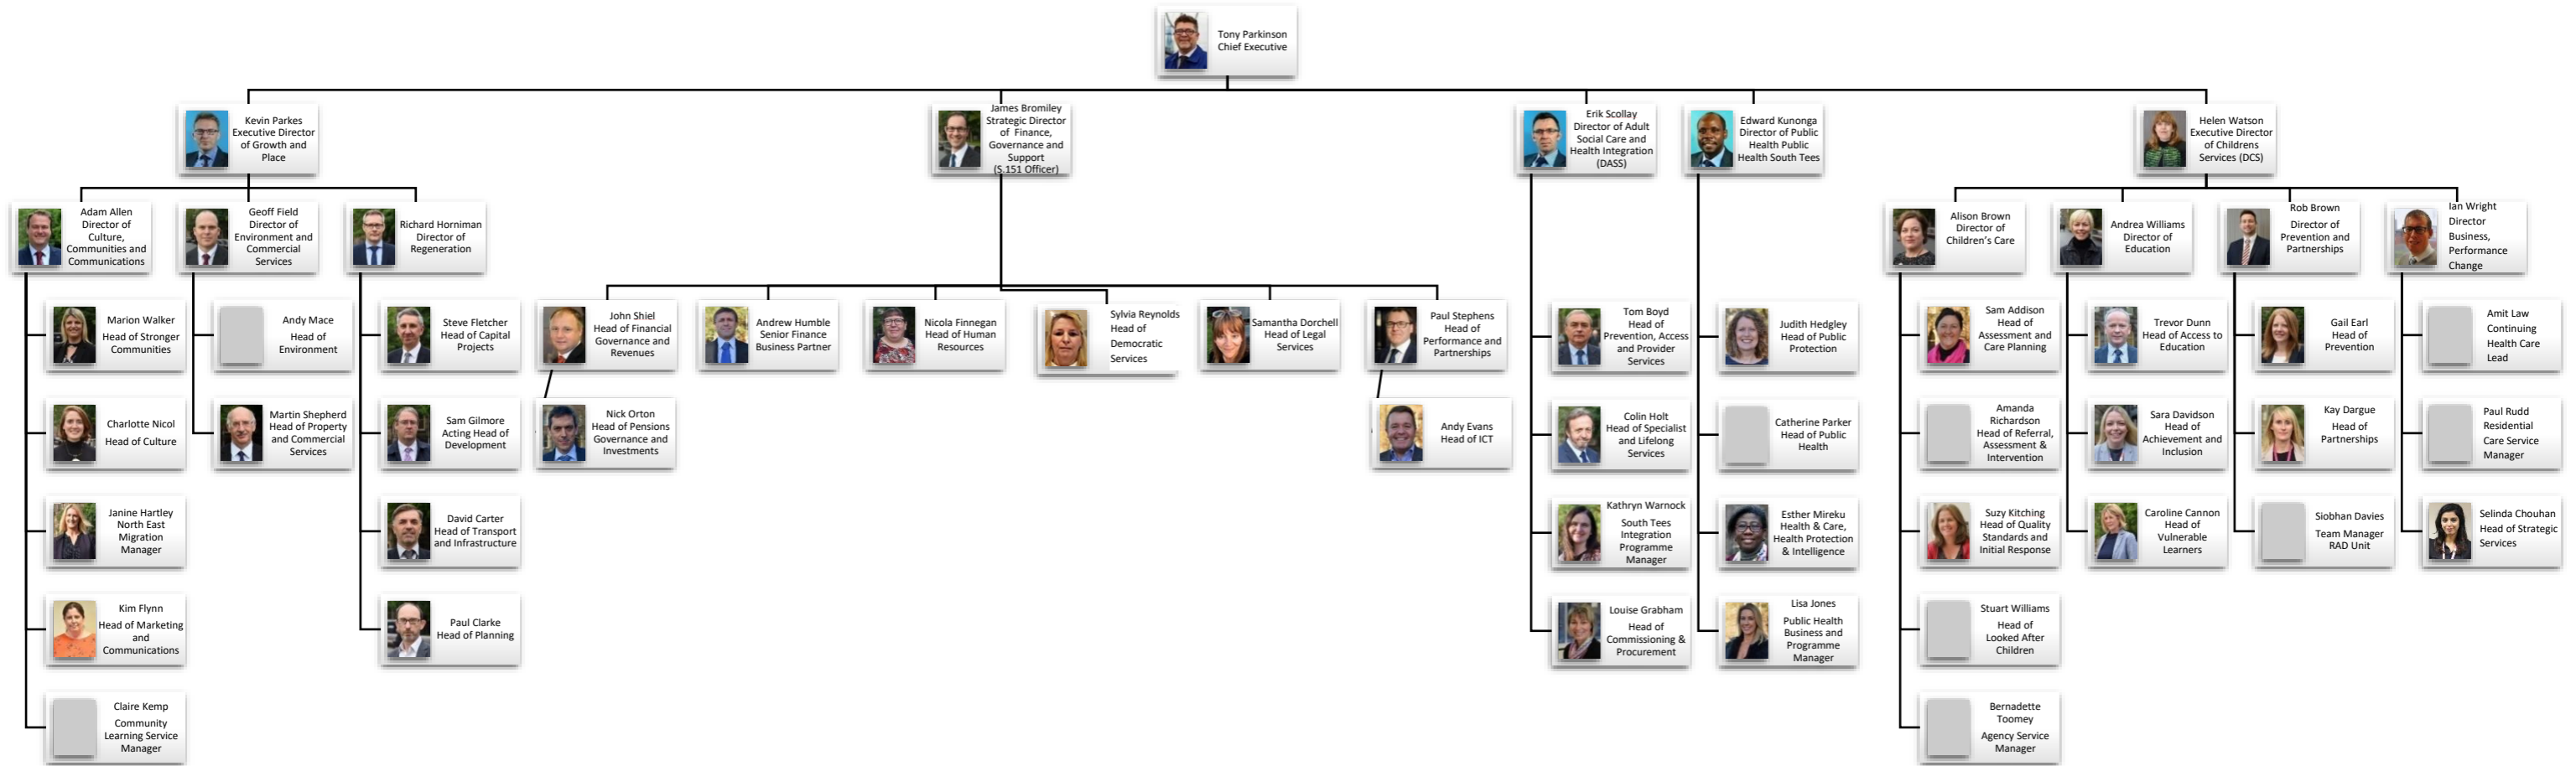 Tony Parkinson
Chief Executive
Kevin Parkes
Executive Director
of Growth and
Place
James Bromiley
Strategic Director
of Finance,
Governance and
Support
(S.151 Officer)
Erik Scollay
Director of Adult
Social Care and
Health Integration
(DASS)
Edward Kunonga
Director of Public
Health Public
Health South Tees
Helen Watson
Executive Director
of Childrens
Services (DCS)
Adam Allen
Director of
Culture,
Communities and
Communications
Geoff Field
Director of
Environment and
Commercial
Services
Richard Horniman
Director of
Regeneration
Alison Brown
Director of
Children's Care
Andrea Williams
Director of
Education
Rob Brown
Director of
Prevention and
Partnerships
Ian Wright
Director
Business,
Performance
Change
Marion Walker
Head of Stronger
Communities
Andy Mace
Head of
Environment
Steve Fletcher
Head of Capital
Projects
John Shiel
Head of Financial
Governance and
Revenues
Andrew Humble
Senior Finance
Business Partner
Nicola Finnegan
Head of Human
Resources
Sylvia Reynolds
Head of
Democratic
Services
Samantha Dorchell
Head of Legal
Services
Paul Stephens
Head of
Performance and
Partnerships
Tom Boyd
Head of
Prevention, Access
and Provider
Services
Judith Hedgley
Head of Public
Protection
Sam Addison
Head of
Assessment and
Care Planning
Trevor Dunn
Head of Access to
Education
Gail Earl
Head of
Prevention
Amit Law
Continuing
Health Care
Lead
Charlotte Nicol
Head of Culture
Martin Shepherd
Head of Property
and Commercial
Services
Sam Gilmore
Acting Head of
Development
Nick Orton
Head of Pensions
Governance and
Investments
Andy Evans
Head of ICT
Colin Holt
Head of Specialist
and Lifelong
Services
Catherine Parker
Head of Public
Health
Amanda
Richardson
Head of Referral,
Assessment &
Intervention
Sara Davidson
Head of
Achievement and
Inclusion
Kay Dargue
Head of
Partnerships
Paul Rudd
Residential
Care Service
Manager
Janine Hartley
North East
Migration
Manager
David Carter
Head of Transport
and Infrastructure
Kathryn Warnock
South Tees
Integration
Programme
Manager
Esther Mireku
Health & Care,
Health Protection
& Intelligence
Suzy Kitching
Head of Quality
Standards and
Initial Response
Caroline Cannon
Head of
Vulnerable
Learners
Siobhan Davies
Team Manager
RAD Unit
Selinda Chouhan
Head of Strategic
Services
Kim Flynn
Head of Marketing
and
Communications
Paul Clarke
Head of Planning
Louise Grabham
Head of
Commissioning &
Procurement
Lisa Jones
Public Health
Business and
Programme
Manager
Stuart Williams
Head of
Looked After
Children
Claire Kemp
Community
Learning Service
Manager
Bernadette
Toomey
Agency Service
Manager